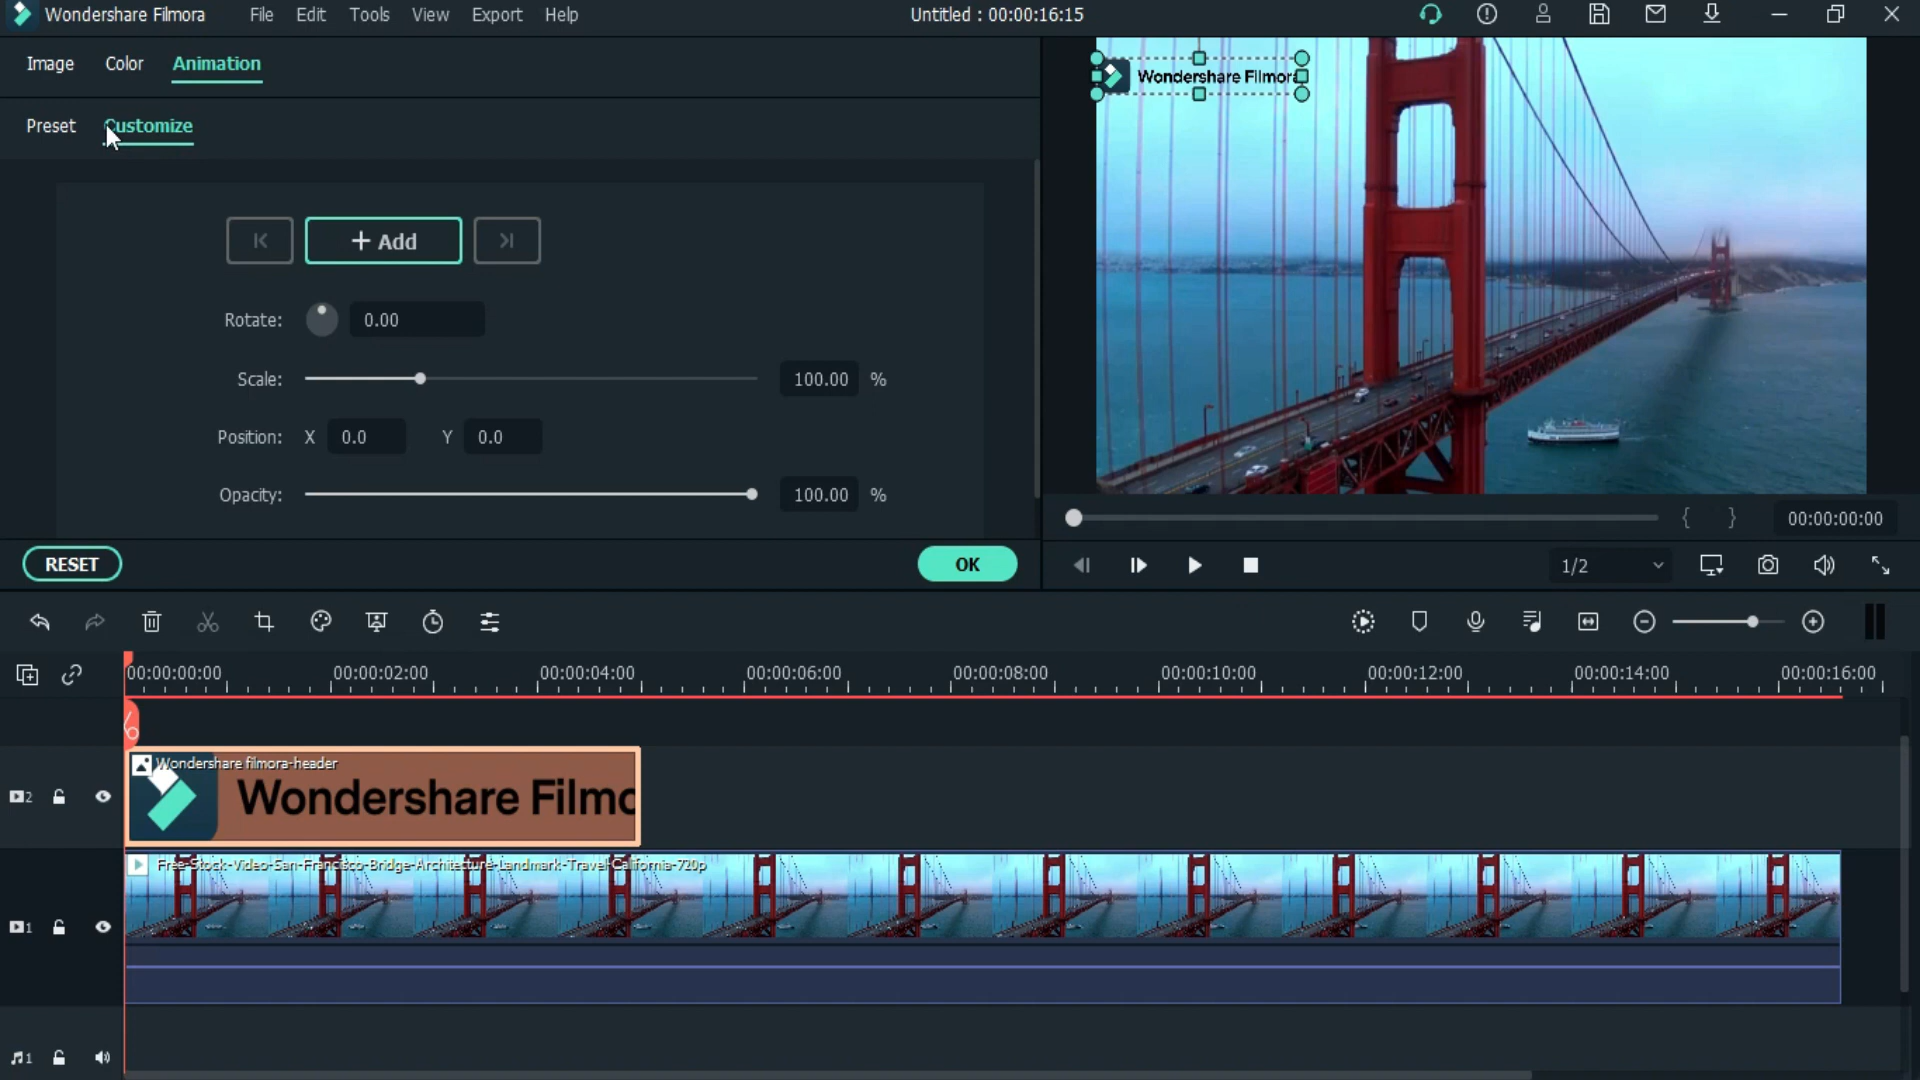 Wondershare Filmora File Edit Tools View Export Help Untitled : 00:00:16:15
Image Color Animation
Preset Customize
+ Add
Rotate: 0.00
Scale: 100.00 %
Position: X 0.0 Y 0.0
Opacity: 100.00 %
RESET OK
Wondershare Filmora
{ } 00:00:00:00
1/2
00:00:00:00 00:00:02:00 00:00:04:00 00:00:06:00 00:00:08:00 00:00:10:00 00:00:12:00 00:00:14:00 00:00:16:00
Wondershare filmora-header
2 Wondershare Filmo
Free-Stock-Video-San-Francisco-Bridge-Architecture-Landmark-Travel-California-720p
1
1